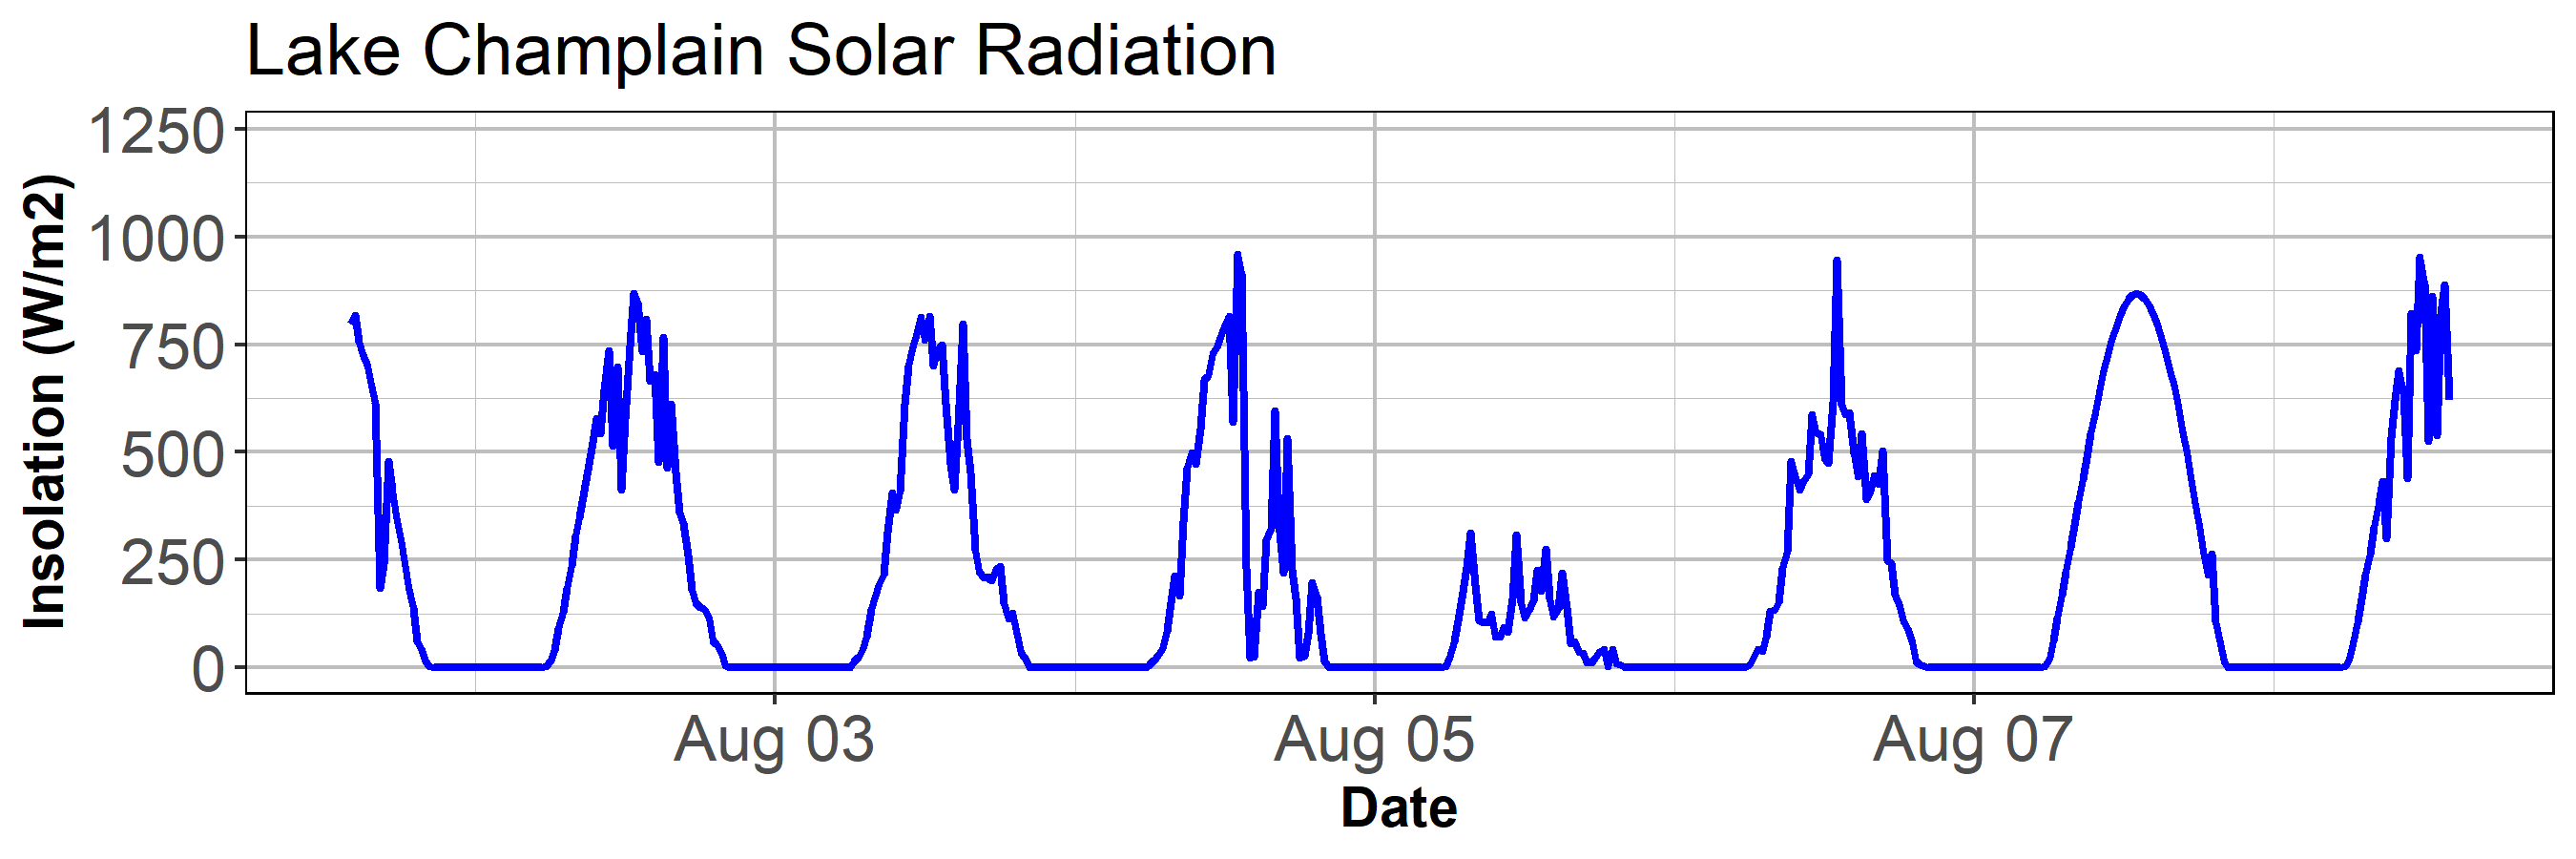 Lake Champlain Solar Radiation
Insolation (W/m2)
1250
1000
750
500
250
0
Aug 03
Aug 05
Aug 07
Date